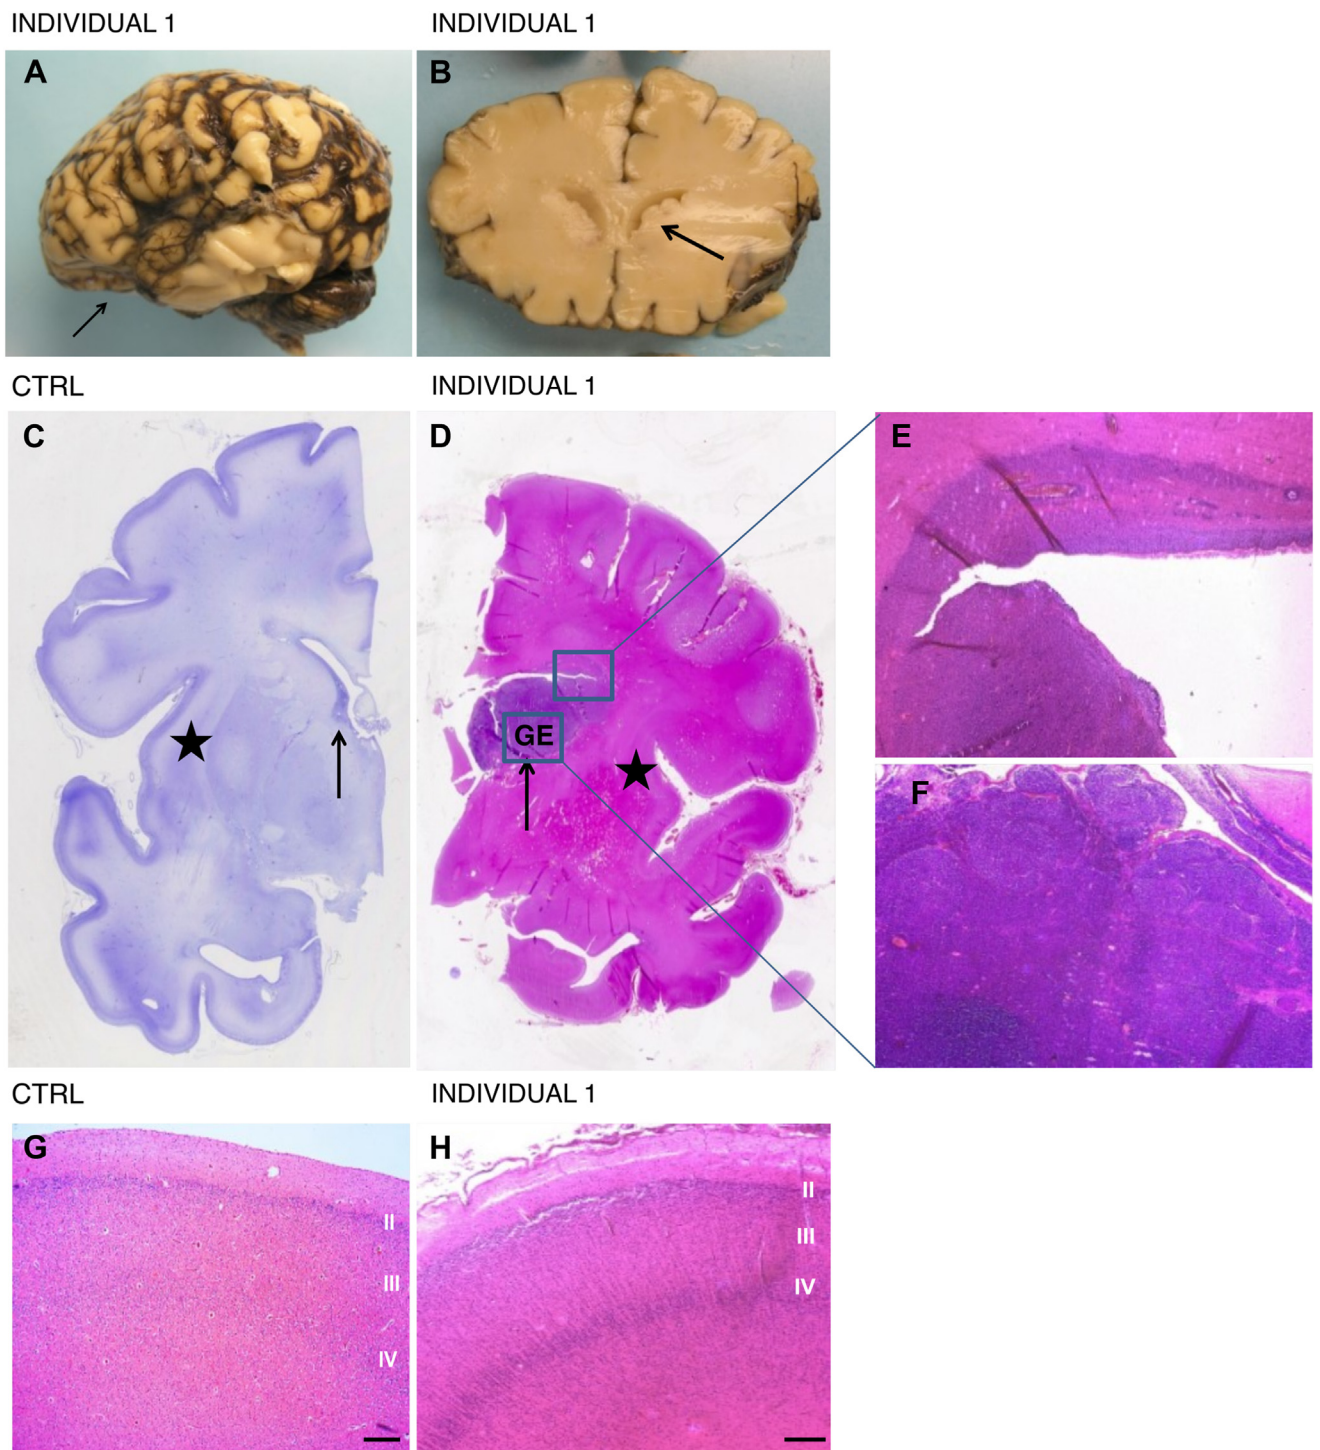 INDIVIDUAL 1
INDIVIDUAL 1
A
B
CTRL
INDIVIDUAL 1
C
D
E
GE
F
CTRL
INDIVIDUAL 1
G
H
II
III
IV
II
III
IV